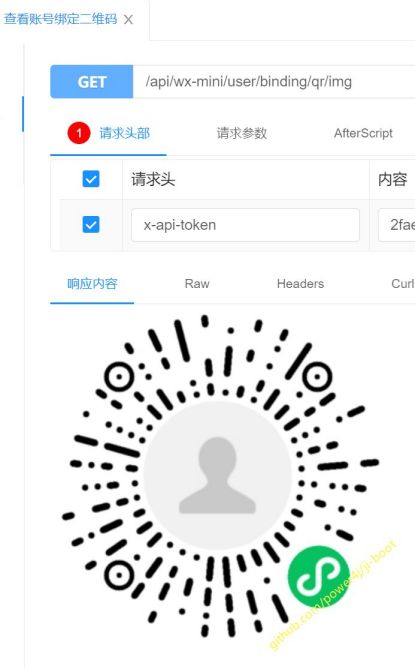 查看账号绑定二维码
GET /api/wx-mini/user/binding/qr/img
1 请求头部 请求参数 AfterScript
请求头 内容
x-api-token 2fae
响应内容 Raw Headers Curl
github.com/power4j/ji-boot